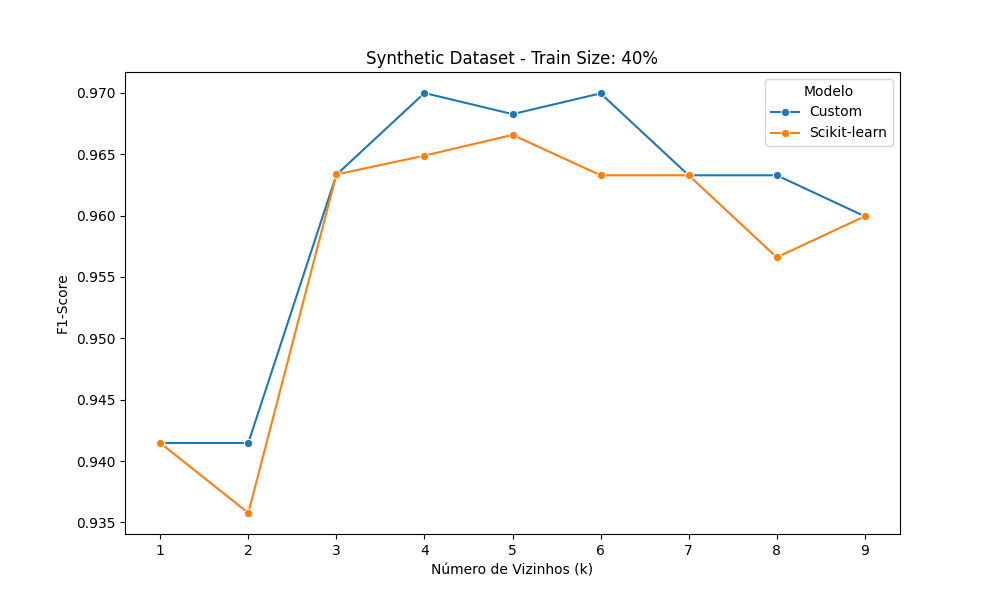 Synthetic Dataset - Train Size: 40%
Modelo
Custom
Scikit-learn
F1-Score
0.970
0.965
0.960
0.955
0.950
0.945
0.940
0.935
1 2 3 4 5 6 7 8 9
Número de Vizinhos (k)